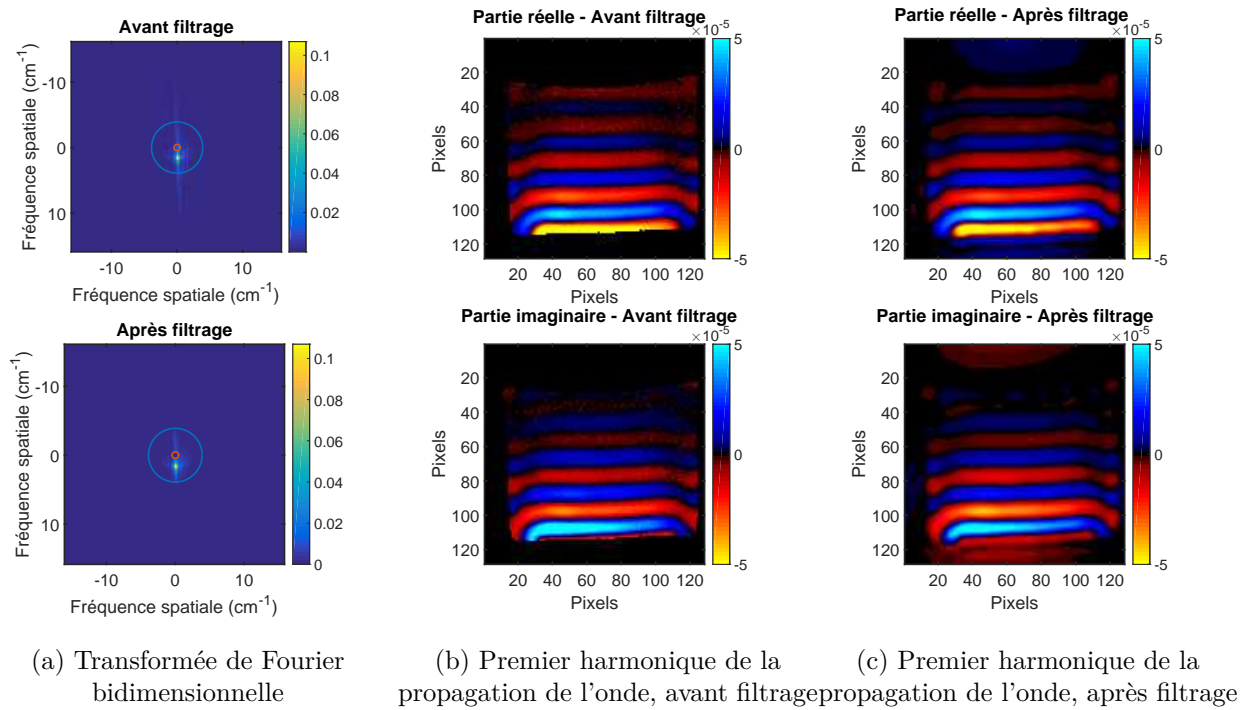 Avant filtrage
Fréquence spatiale (cm-1)
-10
0
10
-10 0 10
Fréquence spatiale (cm-1)
0.1
0.08
0.06
0.04
0.02
Partie réelle - Avant filtrage
×10-5
Pixels
20
40
60
80
100
120
20 40 60 80 100 120
Pixels
5
0
-5
Partie réelle - Après filtrage
×10-5
Pixels
20
40
60
80
100
120
20 40 60 80 100 120
Pixels
5
0
-5
Après filtrage
Fréquence spatiale (cm-1)
-10
0
10
-10 0 10
Fréquence spatiale (cm-1)
0.1
0.08
0.06
0.04
0.02
0
Partie imaginaire - Avant filtrage
×10-5
Pixels
20
40
60
80
100
120
20 40 60 80 100 120
Pixels
5
0
-5
Partie imaginaire - Après filtrage
×10-5
Pixels
20
40
60
80
100
120
20 40 60 80 100 120
Pixels
5
0
-5
(a) Transformée de Fourier
bidimensionnelle
(b) Premier harmonique de la
propagation de l'onde, avant filtrage
(c) Premier harmonique de la
propagation de l'onde, après filtrage